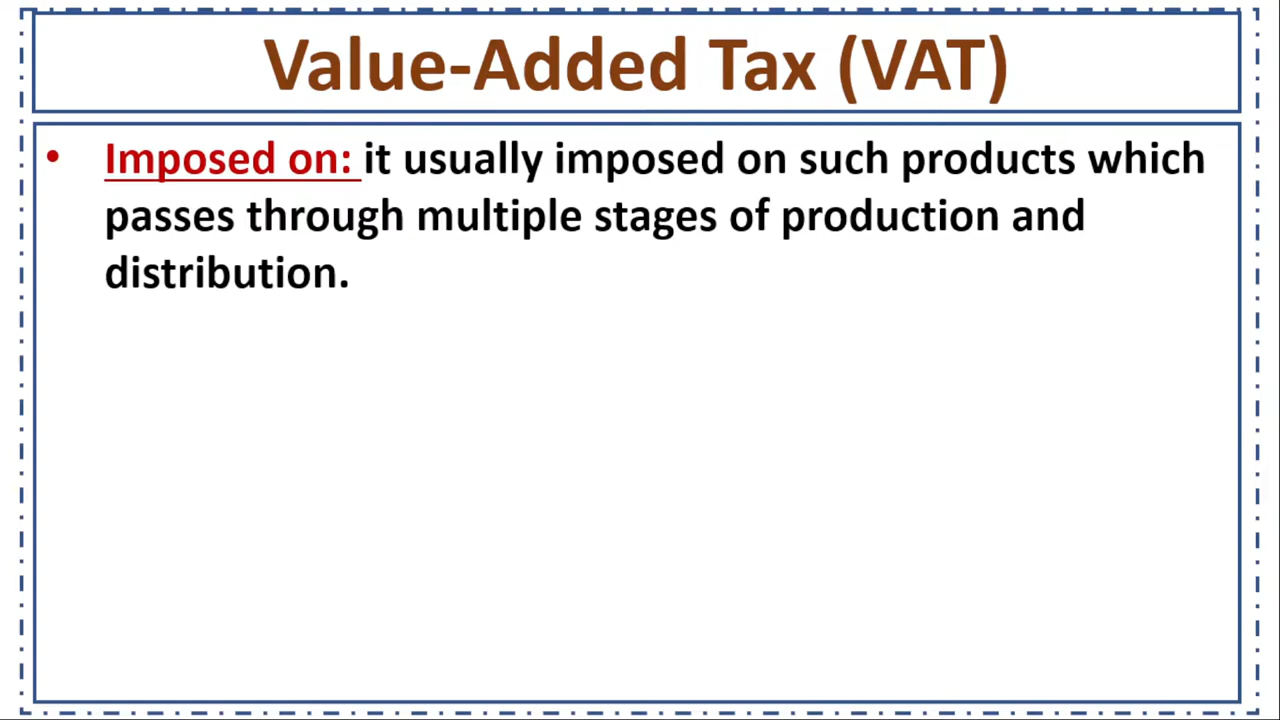 Value-Added Tax (VAT)
• Imposed on: it usually imposed on such products which
passes through multiple stages of production and
distribution.